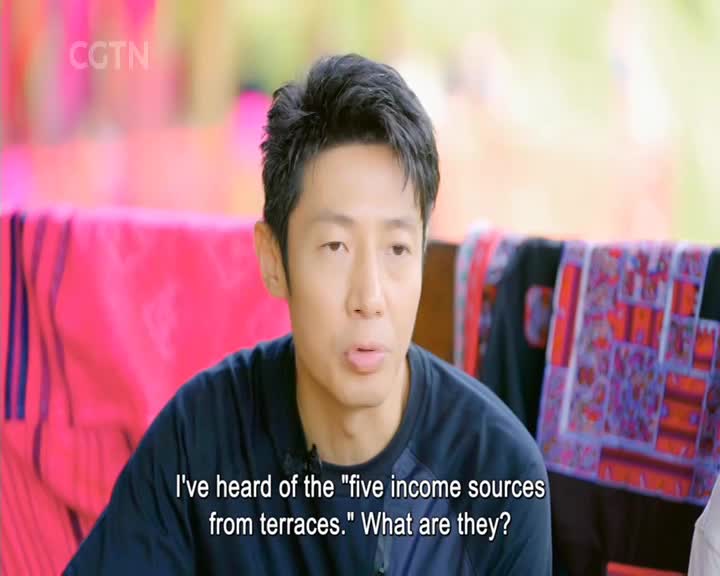 CGTN
I've heard of the "five income sources
from terraces." What are they?